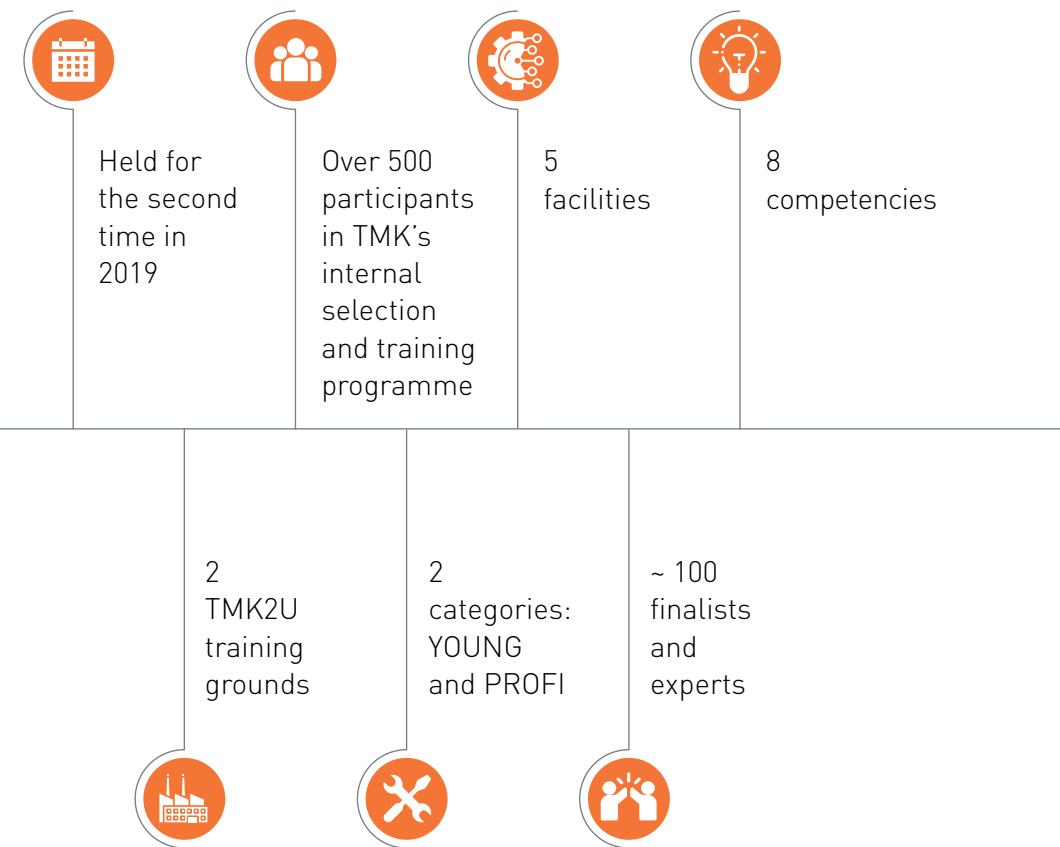 Held for
the second
time in
2019
Over 500
participants
in TMK's
internal
selection
and training
programme
5
facilities
8
competencies
2
TMK2U
training
grounds
2
categories:
YOUNG
and PROFI
~ 100
finalists
and
experts